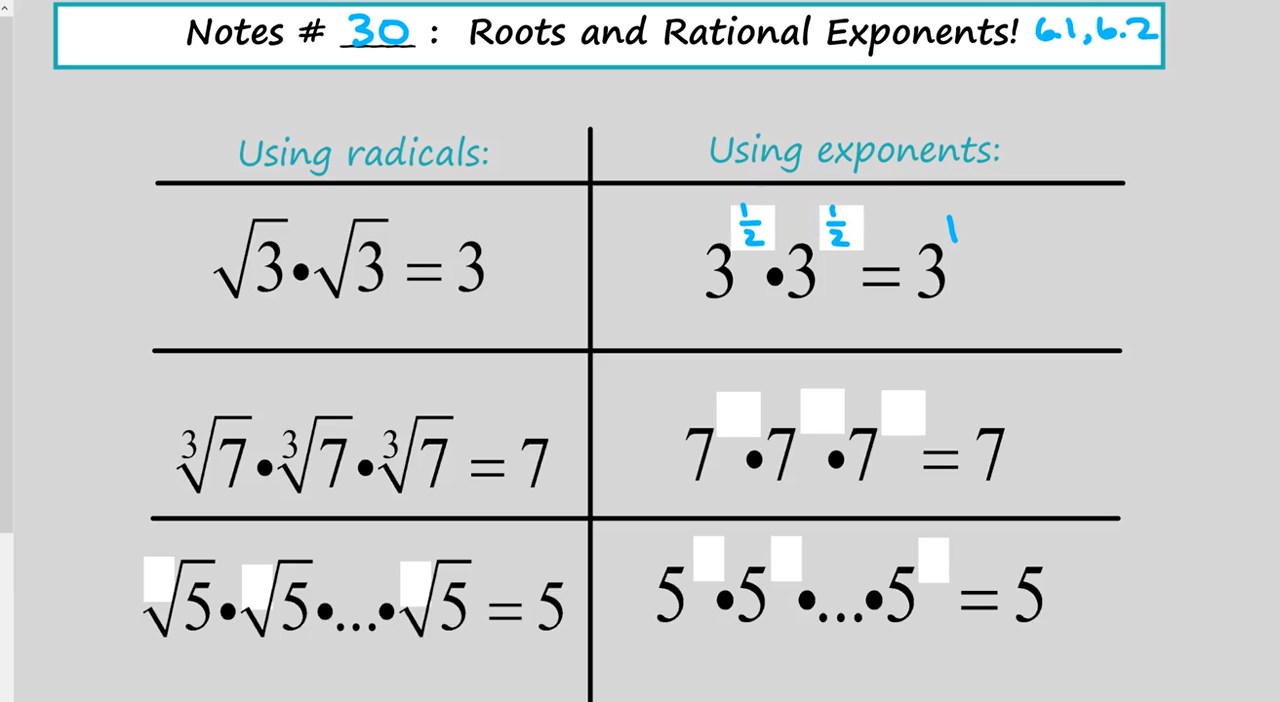 Notes # 30 : Roots and Rational Exponents! 6.1, 6.2
Using radicals: Using exponents:
√3•√3 = 3 3^(1/2)•3^(1/2) = 3^1
∛7•∛7•∛7 = 7 7 •7 •7 = 7
√5•√5•...•√5 = 5 5 •5 •...•5 = 5